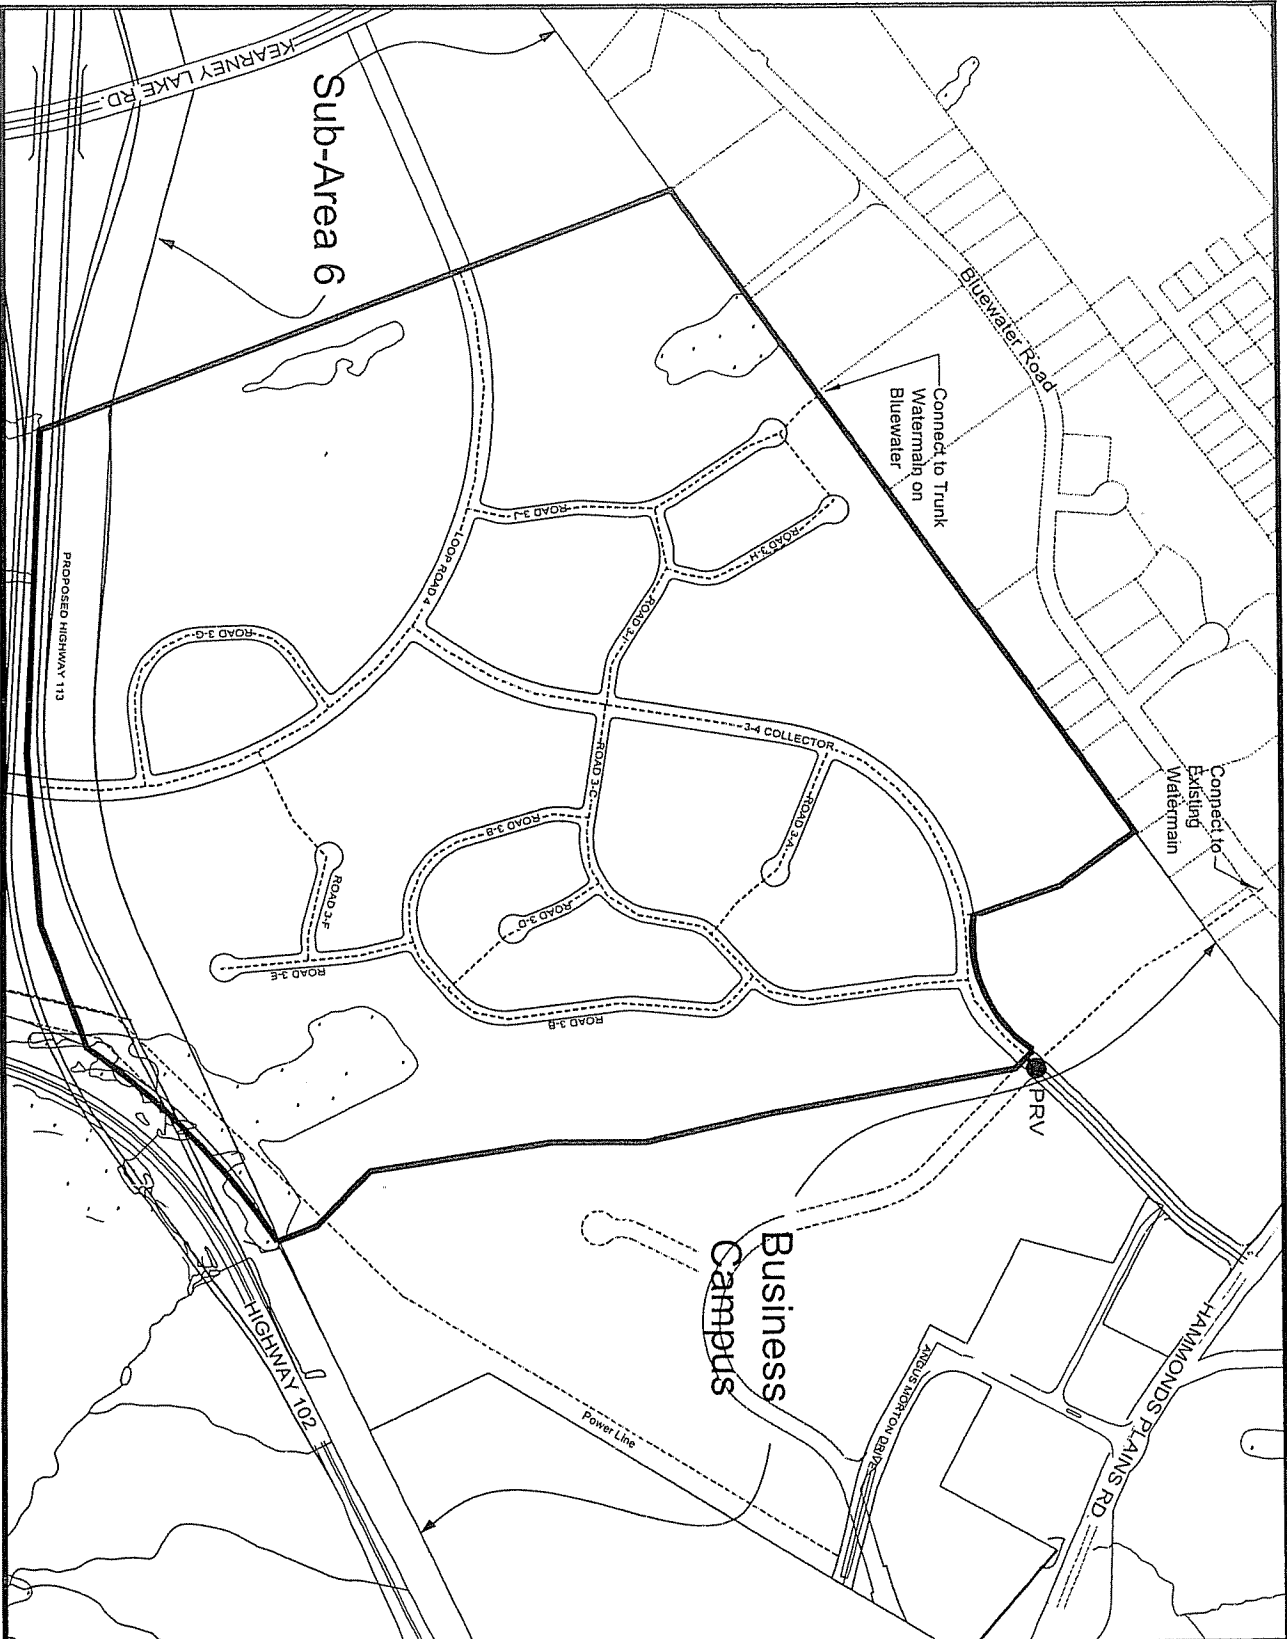 KEARNEY LAKE RD.
Sub-Area 6
Bluewater Road
Connect to Trunk
Watermain on
Bluewater
Connect to
Existing
Watermain
ROAD 3-J
ROAD 3-H
ROAD 3-I
LOOP ROAD 4
ROAD 3-G
PROPOSED HIGHWAY 113
3-4 COLLECTOR
ROAD 3-C
ROAD 3-A
ROAD 3-B
ROAD 3-D
ROAD 3-F
ROAD 3-E
ROAD 3-B
PRV
Business
Campus
HAMMONDS PLAINS RD
ANGUS MORTON DRIVE
Power Line
HIGHWAY 102